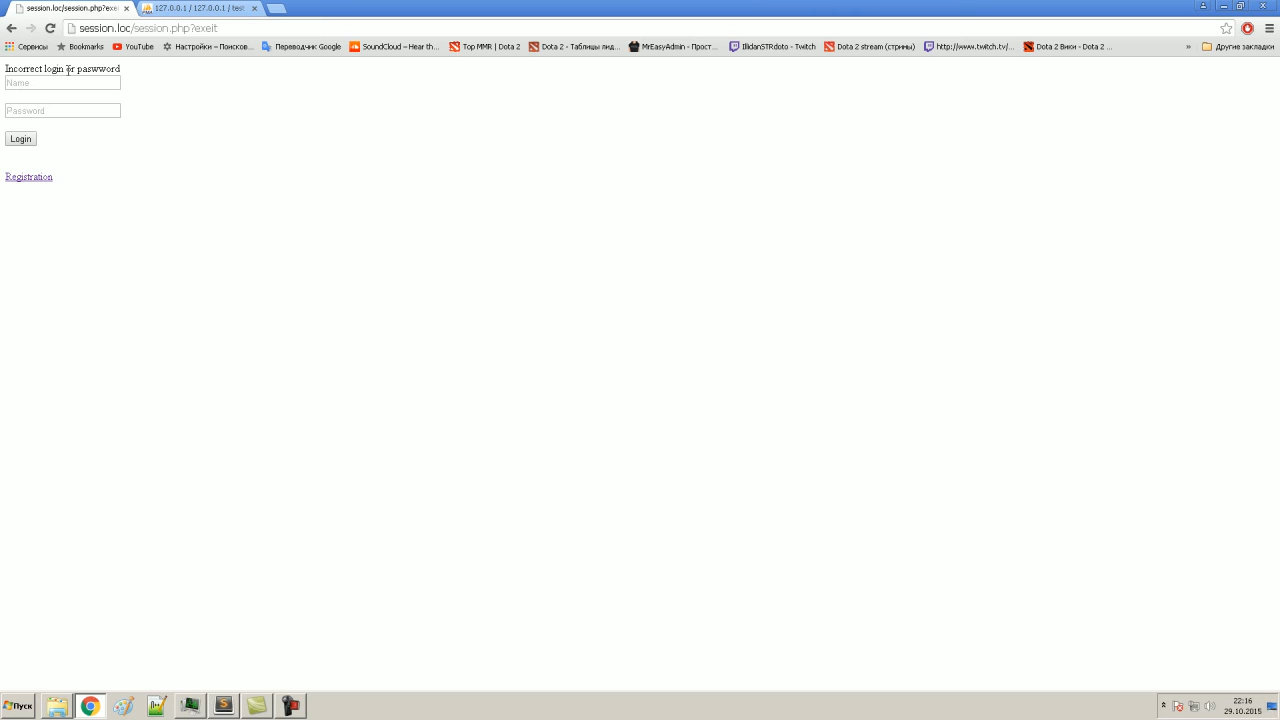 session.loc/session.php?exei
127.0.0.1 / 127.0.0.1 / test
session.loc/session.php?exeit
Сервисы
Bookmarks
YouTube
Настройки – Поисков...
Переводчик Google
SoundCloud – Hear th...
Top MMR | Dota 2
Dota 2 - Таблицы лид...
MrEasyAdmin - Прост...
IllidanSTRdoto - Twitch
Dota 2 stream (стримы)
http://www.twitch.tv/...
Dota 2 Вики - Dota 2 ...
»
Другие закладки
Incorrect login or paswword
Name
Password
Login
Registration
Пуск
22:16
29.10.2015